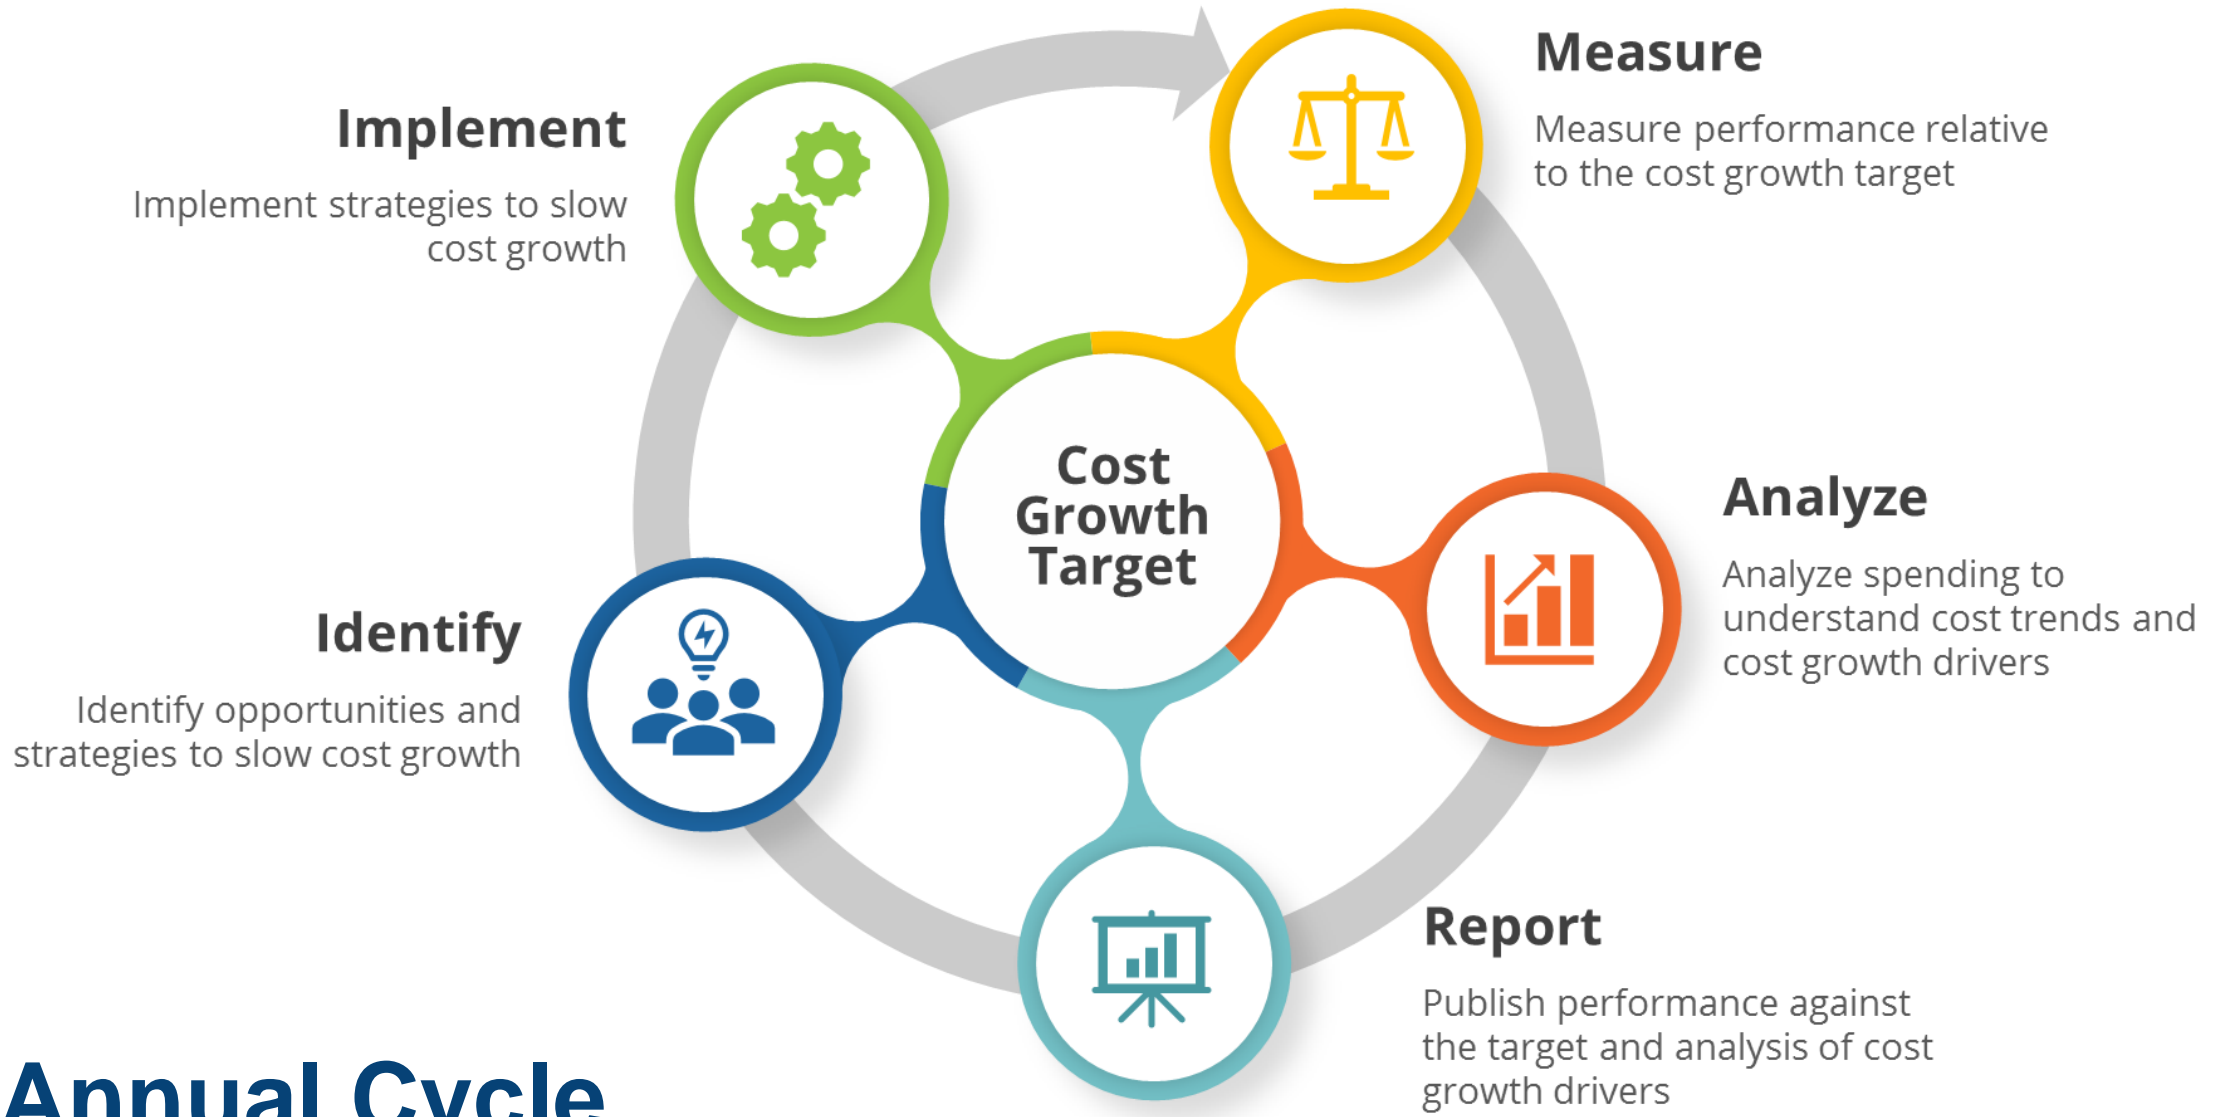 Measure
Measure performance relative
to the cost growth target
Implement
Implement strategies to slow
cost growth
Cost
Growth
Target
Analyze
Analyze spending to
understand cost trends and
cost growth drivers
Identify
Identify opportunities and
strategies to slow cost growth
Report
Publish performance against
the target and analysis of cost
growth drivers
Annual Cycle